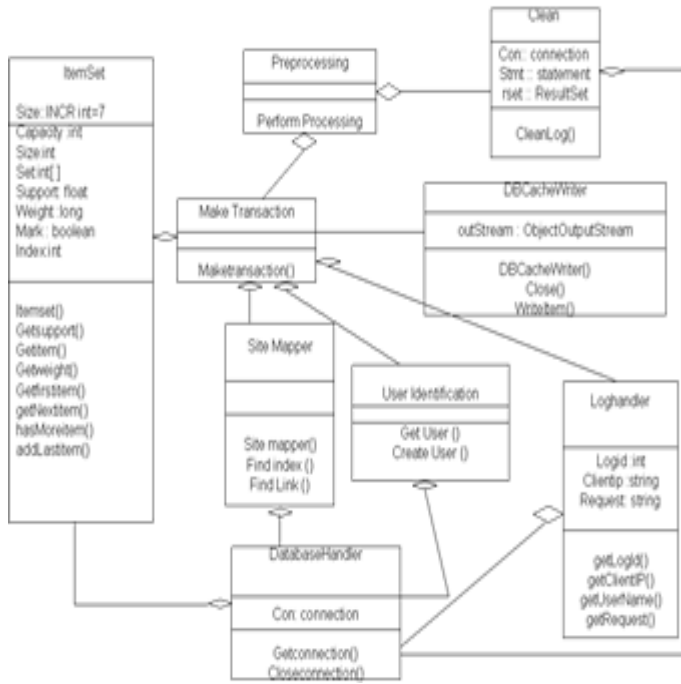 ItemSet
Size: INCR int=7
Capacity :int
Size:int
Set:int[ ]
Support: float
Weight :long
Mark : boolean
Index:int
Itemset()
Getsupport()
Getitem()
Getweight()
Getfirstitem()
getNextitem()
hasMoreitem()
addLastitem()
Preprocessing
Perform Processing
Clean
Con:: connection
Stmt :: statement
rset :: ResultSet
CleanLog()
Make Transaction
Maketransaction()
DBCacheWriter
outStream : ObjectOutputStream
DBCacheWriter()
Close()
WriteItem()
Site Mapper
Site mapper()
Find index ()
Find Link ()
User Identification
Get User ()
Create User ()
Loghandler
Logid :int
Clientip :string
Request: string
getLogId()
getClientIP()
getUserName()
getRequest()
DatabaseHandler
Con: connection
Getconnection()
Closeconnection()